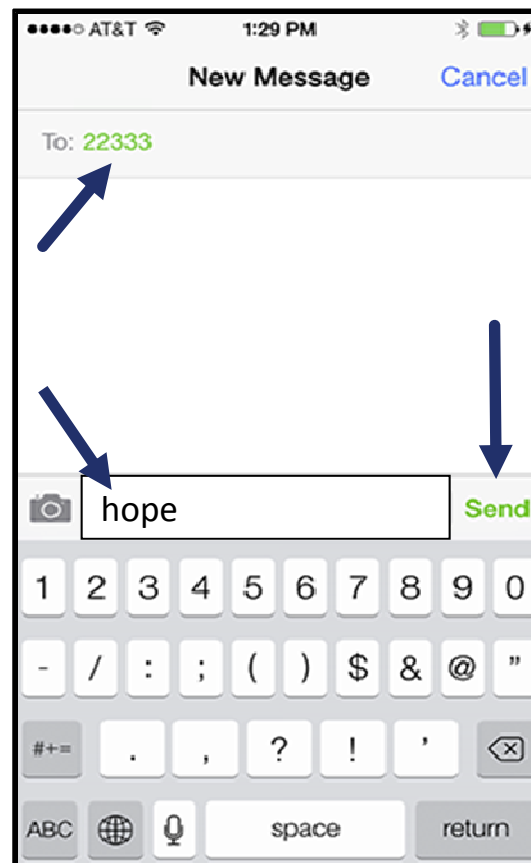 AT&T 1:29 PM
New Message Cancel
To: 22333
hope Send
1 2 3 4 5 6 7 8 9 0
- / : ; ( ) $ & @ "
#+= . , ? ! '
ABC space return